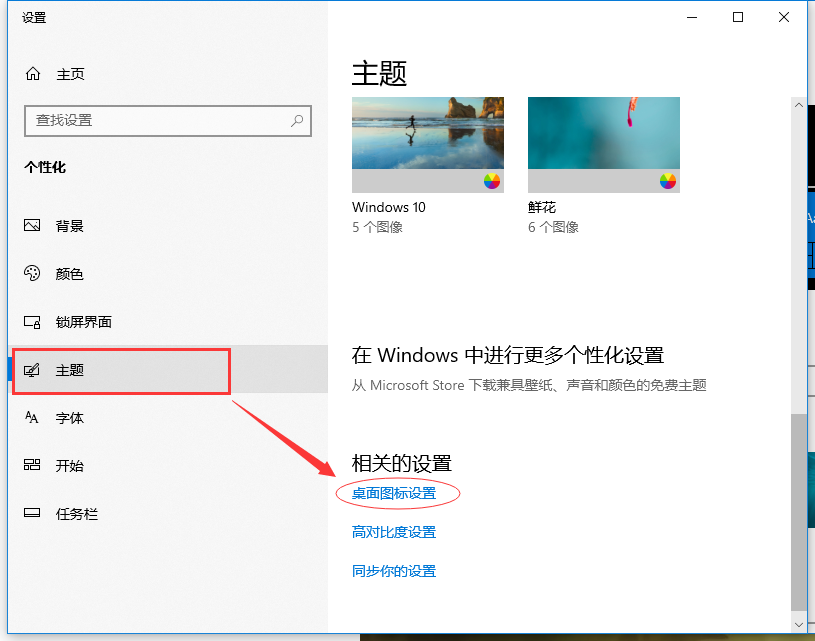 设置
主页
查找设置
个性化
背景
颜色
锁屏界面
主题
字体
开始
任务栏
主题
Windows 10
5 个图像
鲜花
6 个图像
在 Windows 中进行更多个性化设置
从 Microsoft Store 下载兼具壁纸、声音和颜色的免费主题
相关的设置
桌面图标设置
高对比度设置
同步你的设置